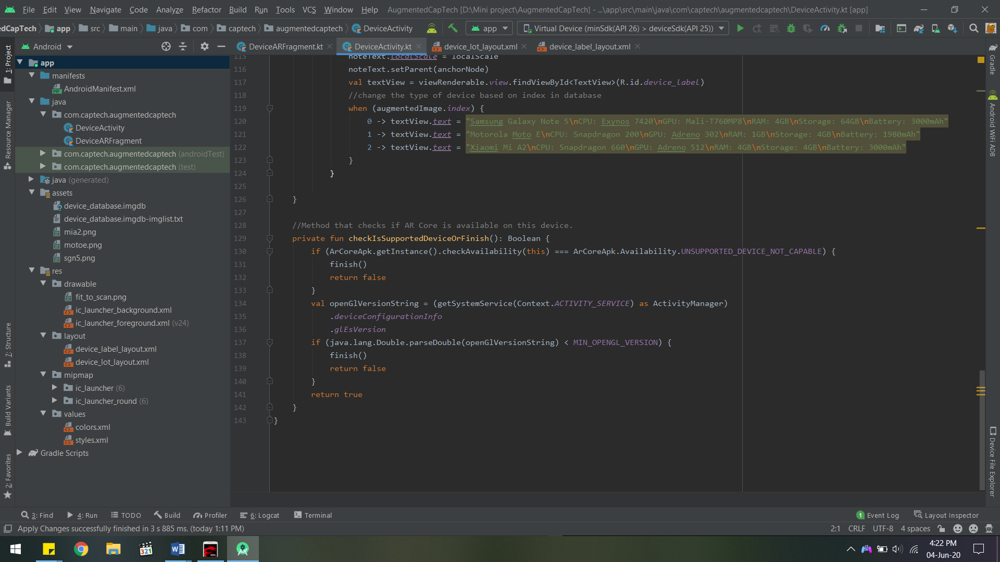 File Edit View Navigate Code Analyze Refactor Build Run Tools VCS Window Help AugmentedCapTech [D:\Mini project\AugmentedCapTech] - ...\app\src\main\java\com\captech\augmentedcaptech\DeviceActivity.kt [app]
edCapTech app src main java com captech augmentedcaptech DeviceActivity app Virtual Device (minSdk(API 26) > deviceSdk(API 25))
Android DeviceARFragment.kt DeviceActivity.kt device_lot_layout.xml device_label_layout.xml
1: Project
Resource Manager
7: Structure
Build Variants
2: Favorites
app
manifests
AndroidManifest.xml
java
com.captech.augmentedcaptech
DeviceActivity
DeviceARFragment
com.captech.augmentedcaptech (androidTest)
com.captech.augmentedcaptech (test)
java (generated)
assets
device_database.imgdb
device_database.imgdb-imglist.txt
mia2.png
motoe.png
sgn5.png
res
drawable
fit_to_scan.png
ic_launcher_background.xml
ic_launcher_foreground.xml (v24)
layout
device_label_layout.xml
device_lot_layout.xml
mipmap
ic_launcher (6)
ic_launcher_round (6)
values
colors.xml
styles.xml
Gradle Scripts
115 noteText.localScale = localScale
116 noteText.setParent(anchorNode)
117 val textView = viewRenderable.view.findViewById<TextView>(R.id.device_label)
118 //change the type of device based on index in database
119 when (augmentedImage.index) {
120 0 -> textView.text = "Samsung Galaxy Note 5\nCPU: Exynos 7420\nGPU: Mali-T760MP8\nRAM: 4GB\nStorage: 64GB\nBattery: 3000mAh"
121 1 -> textView.text = "Motorola Moto E\nCPU: Snapdragon 200\nGPU: Adreno 302\nRAM: 1GB\nStorage: 4GB\nBattery: 1980mAh"
122 2 -> textView.text = "Xiaomi Mi A2\nCPU: Snapdragon 660\nGPU: Adreno 512\nRAM: 4GB\nStorage: 4GB\nBattery: 3000mAh"
123 }
124 }
125
126 }
127
128 //Method that checks if AR Core is available on this device.
129 private fun checkIsSupportedDeviceOrFinish(): Boolean {
130 if (ArCoreApk.getInstance().checkAvailability(this) === ArCoreApk.Availability.UNSUPPORTED_DEVICE_NOT_CAPABLE) {
131 finish()
132 return false
133 }
134 val openGlVersionString = (getSystemService(Context.ACTIVITY_SERVICE) as ActivityManager)
135 .deviceConfigurationInfo
136 .glEsVersion
137 if (java.lang.Double.parseDouble(openGlVersionString) < MIN_OPENGL_VERSION) {
138 finish()
139 return false
140 }
141 return true
142 }
143 }
Gradle
Android WiFi ADB
Device File Explorer
3: Find 4: Run TODO Build Profiler 6: Logcat Terminal 1 Event Log Layout Inspector
Apply Changes successfully finished in 3 s 885 ms. (today 1:11 PM) 2:1 CRLF UTF-8 4 spaces
321
4:22 PM
04-Jun-20